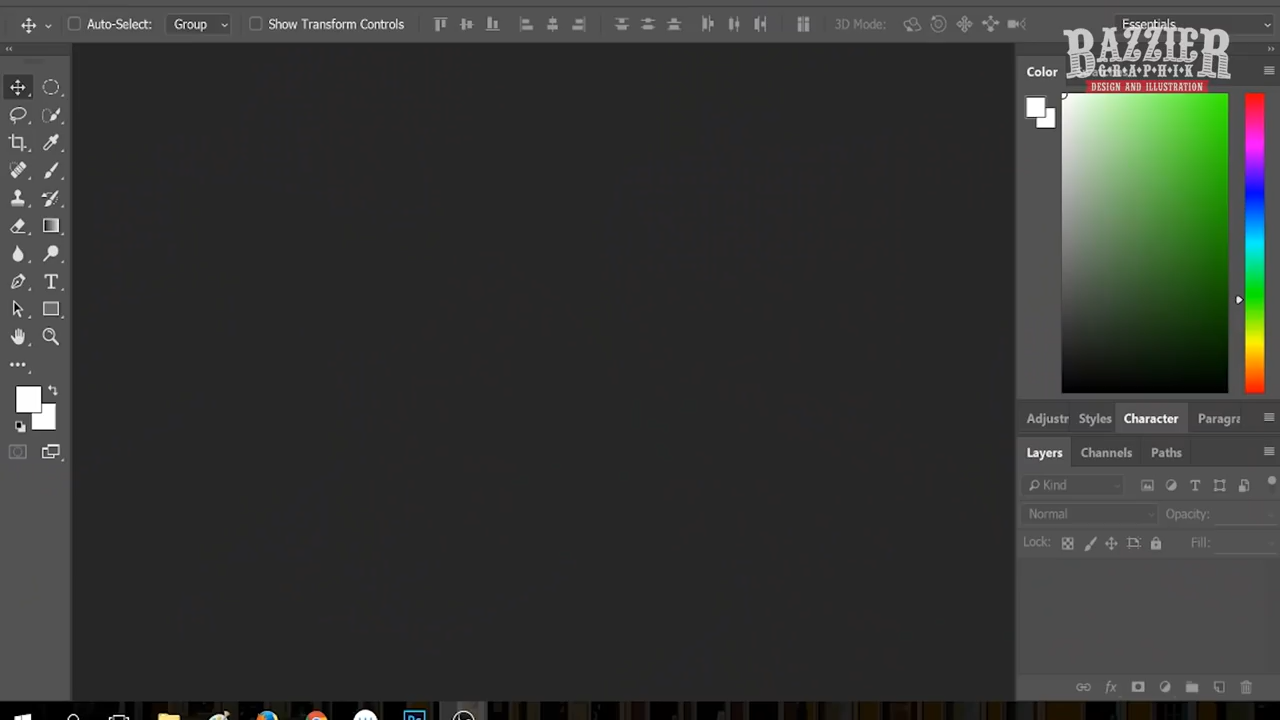 Auto-Select: Group Show Transform Controls 3D Mode: Essentials
BAZZIER
GRAPHIK
DESIGN AND ILLUSTRATION
Color
Adjustr Styles Character Paragra
Layers Channels Paths
Kind
Normal Opacity:
Lock: Fill:
fx